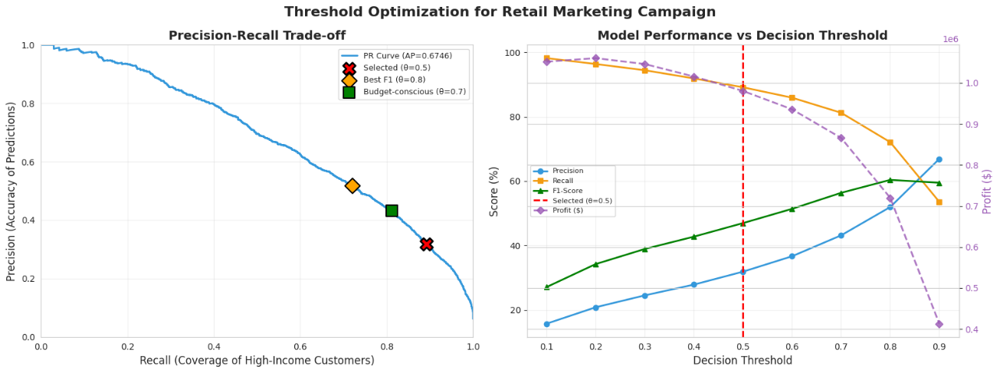 Threshold Optimization for Retail Marketing Campaign
Precision-Recall Trade-off
Precision (Accuracy of Predictions)
1.0
0.8
0.6
0.4
0.2
0.0
PR Curve (AP=0.6746)
Selected (θ=0.5)
Best F1 (θ=0.8)
Budget-conscious (θ=0.7)
0.0 0.2 0.4 0.6 0.8 1.0
Recall (Coverage of High-Income Customers)
Model Performance vs Decision Threshold
1e6
Score (%)
100
80
60
40
20
Precision
Recall
F1-Score
Selected (θ=0.5)
Profit ($)
1.0
0.9
0.8
0.7
0.6
0.5
0.4
Profit ($)
0.1 0.2 0.3 0.4 0.5 0.6 0.7 0.8 0.9
Decision Threshold